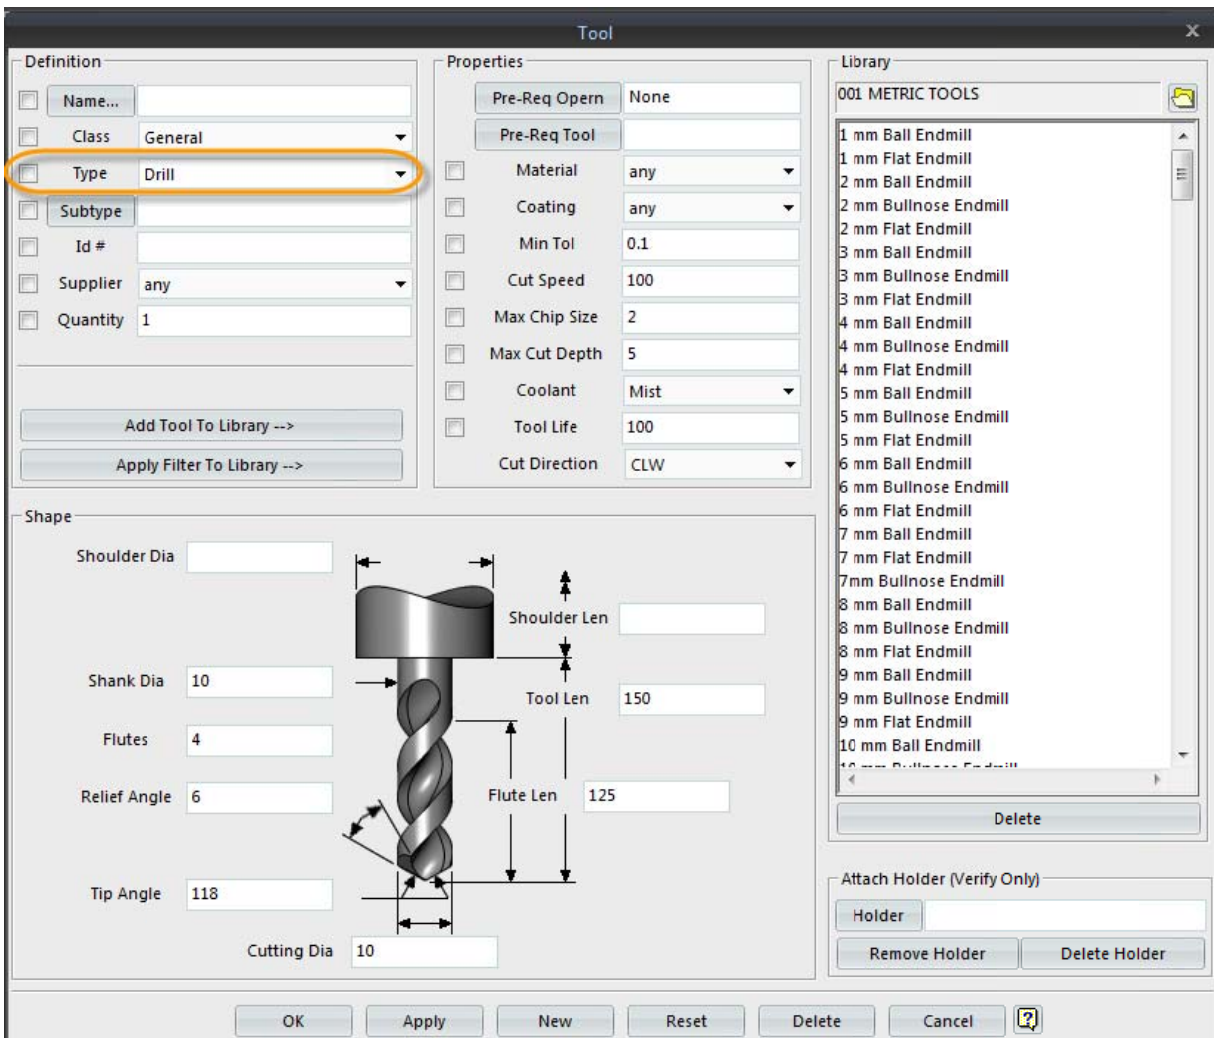 Tool
x
Definition
Name...
Class General
Type Drill
Subtype
Id #
Supplier any
Quantity 1
Add Tool To Library -->
Apply Filter To Library -->
Properties
Pre-Req Opern None
Pre-Req Tool
Material any
Coating any
Min Tol 0.1
Cut Speed 100
Max Chip Size 2
Max Cut Depth 5
Coolant Mist
Tool Life 100
Cut Direction CLW
Library
001 METRIC TOOLS
1 mm Ball Endmill
1 mm Flat Endmill
2 mm Ball Endmill
2 mm Bullnose Endmill
2 mm Flat Endmill
3 mm Ball Endmill
3 mm Bullnose Endmill
3 mm Flat Endmill
4 mm Ball Endmill
4 mm Bullnose Endmill
4 mm Flat Endmill
5 mm Ball Endmill
5 mm Bullnose Endmill
5 mm Flat Endmill
6 mm Ball Endmill
6 mm Bullnose Endmill
6 mm Flat Endmill
7 mm Ball Endmill
7 mm Flat Endmill
7mm Bullnose Endmill
8 mm Ball Endmill
8 mm Bullnose Endmill
8 mm Flat Endmill
9 mm Ball Endmill
9 mm Bullnose Endmill
9 mm Flat Endmill
10 mm Ball Endmill
10 mm Bullnose Endmill
Delete
Shape
Shoulder Dia
Shoulder Len
Shank Dia 10
Tool Len 150
Flutes 4
Relief Angle 6
Flute Len 125
Tip Angle 118
Cutting Dia 10
Attach Holder (Verify Only)
Holder
Remove Holder Delete Holder
OK Apply New Reset Delete Cancel ?